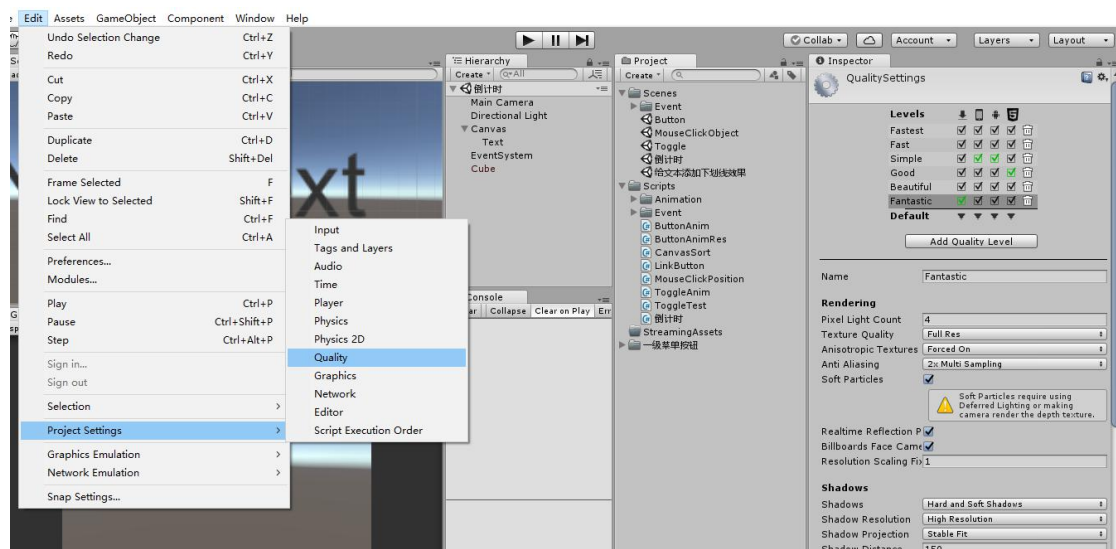 Edit Assets GameObject Component Window Help
Undo Selection Change Ctrl+Z
Redo Ctrl+Y
Cut Ctrl+X
Copy Ctrl+C
Paste Ctrl+V
Duplicate Ctrl+D
Delete Shift+Del
Frame Selected F
Lock View to Selected Shift+F
Find Ctrl+F
Select All Ctrl+A
Preferences...
Modules...
Play Ctrl+P
Pause Ctrl+Shift+P
Step Ctrl+Alt+P
Sign in...
Sign out
Selection
Project Settings
Graphics Emulation
Network Emulation
Snap Settings...
Input
Tags and Layers
Audio
Time
Player
Physics
Physics 2D
Quality
Graphics
Network
Editor
Script Execution Order
xt
Collab Account Layers Layout
Hierarchy
Create All
倒计时
Main Camera
Directional Light
Canvas
Text
EventSystem
Cube
Console
ar Collapse Clear on Play Err
Project
Create
Scenes
Event
Button
MouseClickObject
Toggle
倒计时
给文本添加下划线效果
Scripts
Animation
Event
ButtonAnim
ButtonAnimRes
CanvasSort
LinkButton
MouseClickPosition
ToggleAnim
ToggleTest
倒计时
StreamingAssets
一级菜单按钮
Inspector
QualitySettings
Levels
Fastest
Fast
Simple
Good
Beautiful
Fantastic
Default
Add Quality Level
Name Fantastic
Rendering
Pixel Light Count 4
Texture Quality Full Res
Anisotropic Textures Forced On
Anti Aliasing 2x Multi Sampling
Soft Particles
Soft Particles require using
Deferred Lighting or making
camera render the depth texture.
Realtime Reflection P
Billboards Face Came
Resolution Scaling Fi 1
Shadows
Shadows Hard and Soft Shadows
Shadow Resolution High Resolution
Shadow Projection Stable Fit
Shadow Distance 150